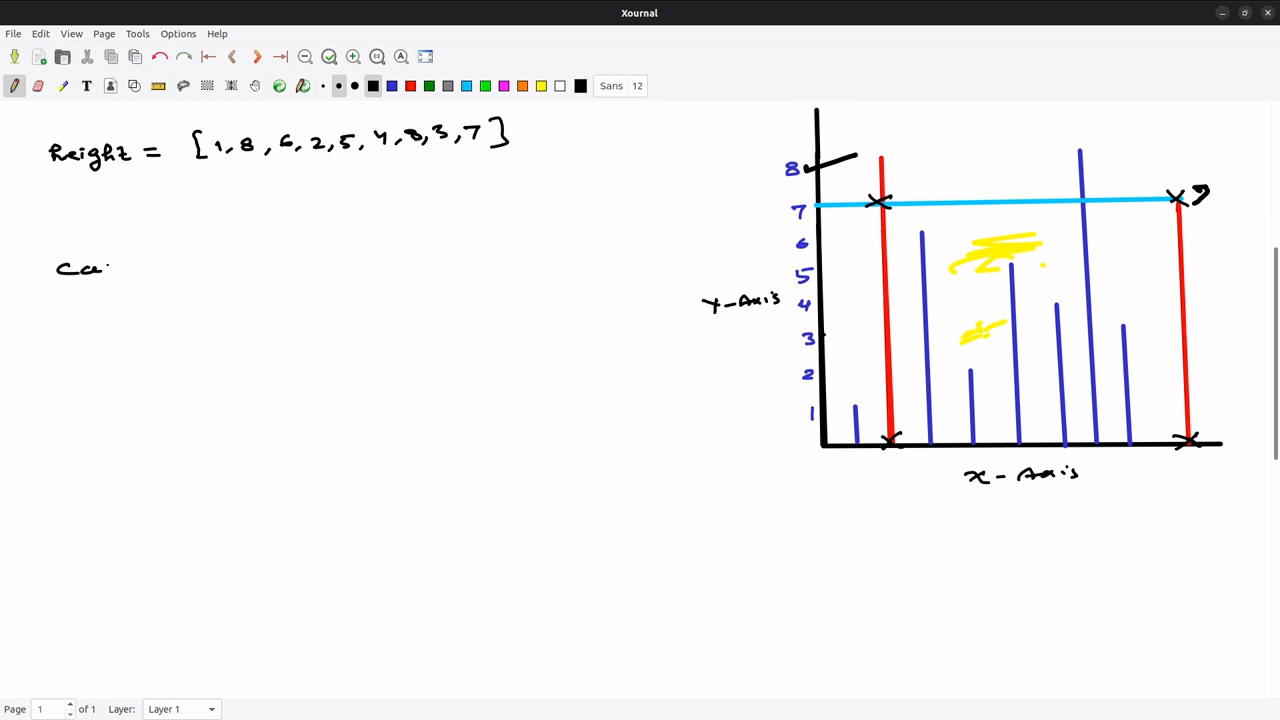 Xournal
File Edit View Page Tools Options Help
Sans 12
height = [1, 8, 6, 2, 5, 4, 8, 3, 7]
Ca
8
7
6
5
Y-Axis 4
3
2
1
X-Axis
Page 1 of 1 Layer: Layer 1